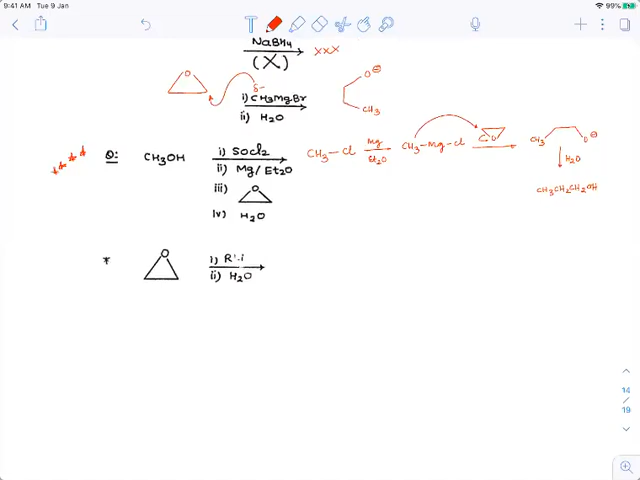 9:41 AM Tue 9 Jan
99%
T
NaBH4
(X)
xxx
O
O⊖
δ-
i) CH3MgBr
ii) H2O
CH3
Q: CH3OH
i) SOCl2
ii) Mg/Et2O
iii) O
iv) H2O
CH3-Cl
Mg
Et2O
CH3-Mg-Cl
O
CH3
O⊖
H2O
CH3CH2CH2OH
*
O
ii) H2O
14
/
19